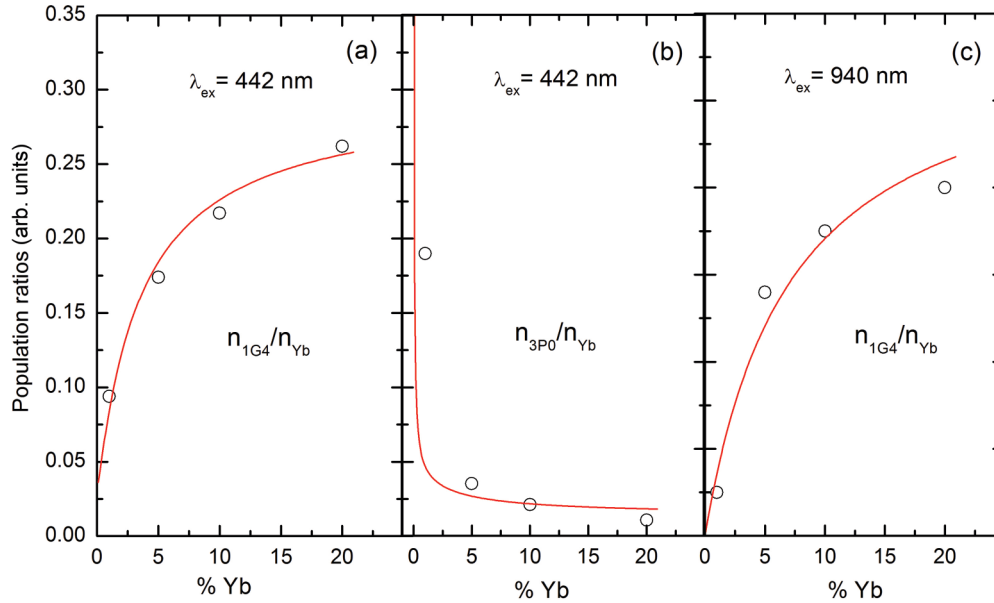 0.35
0.30
0.25
0.20
0.15
0.10
0.05
0.00
Population ratios (arb. units)
(a)
λex= 442 nm
n1G4/nYb
0 5 10 15 20
% Yb
(b)
λex= 442 nm
n3P0/nYb
0 5 10 15 20
% Yb
(c)
λex= 940 nm
n1G4/nYb
0 5 10 15 20
% Yb